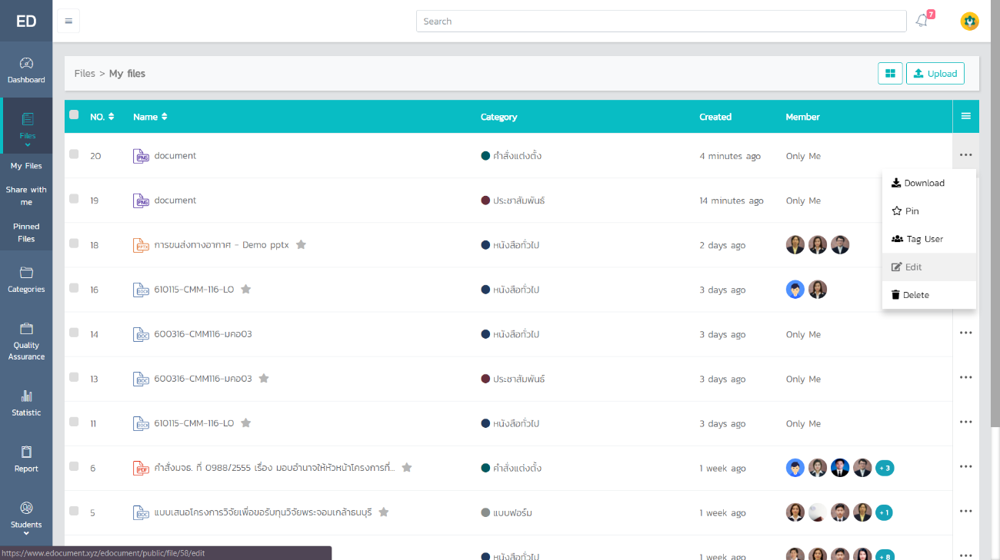 ED
Search
7
Dashboard
Files
My Files
Share with
me
Pinned
Files
Categories
Quality
Assurance
Statistic
Report
Students
Files > My files
Upload
NO. Name Category Created Member
20 PNG document คำสั่งแต่งตั้ง 4 minutes ago Only Me
19 PNG document ประชาสัมพันธ์ 14 minutes ago Only Me
18 PPTX การขนส่งทางอากาศ - Demo pptx หนังสือทั่วไป 2 days ago
16 DOCX 610115-CMM-116-LO หนังสือทั่วไป 3 days ago
14 DOC 600316-CMM116-มคอ03 หนังสือทั่วไป 3 days ago Only Me
13 DOC 600316-CMM116-มคอ03 ประชาสัมพันธ์ 3 days ago Only Me
11 DOCX 610115-CMM-116-LO หนังสือทั่วไป 3 days ago Only Me
6 PDF คำสั่งมจธ. ที่ 0988/2555 เรื่อง มอบอำนาจให้หัวหน้าโครงการที่... คำสั่งแต่งตั้ง 1 week ago + 3
5 DOC แบบเสนอโครงการวิจัยเพื่อขอรับทุนวิจัยพระจอมเกล้าธนบุรี แบบฟอร์ม 1 week ago + 1
หนังสือทั่วไป 1 week ago + 8
Download
Pin
Tag User
Edit
Delete
https://www.edocument.xyz/edocument/public/file/58/edit